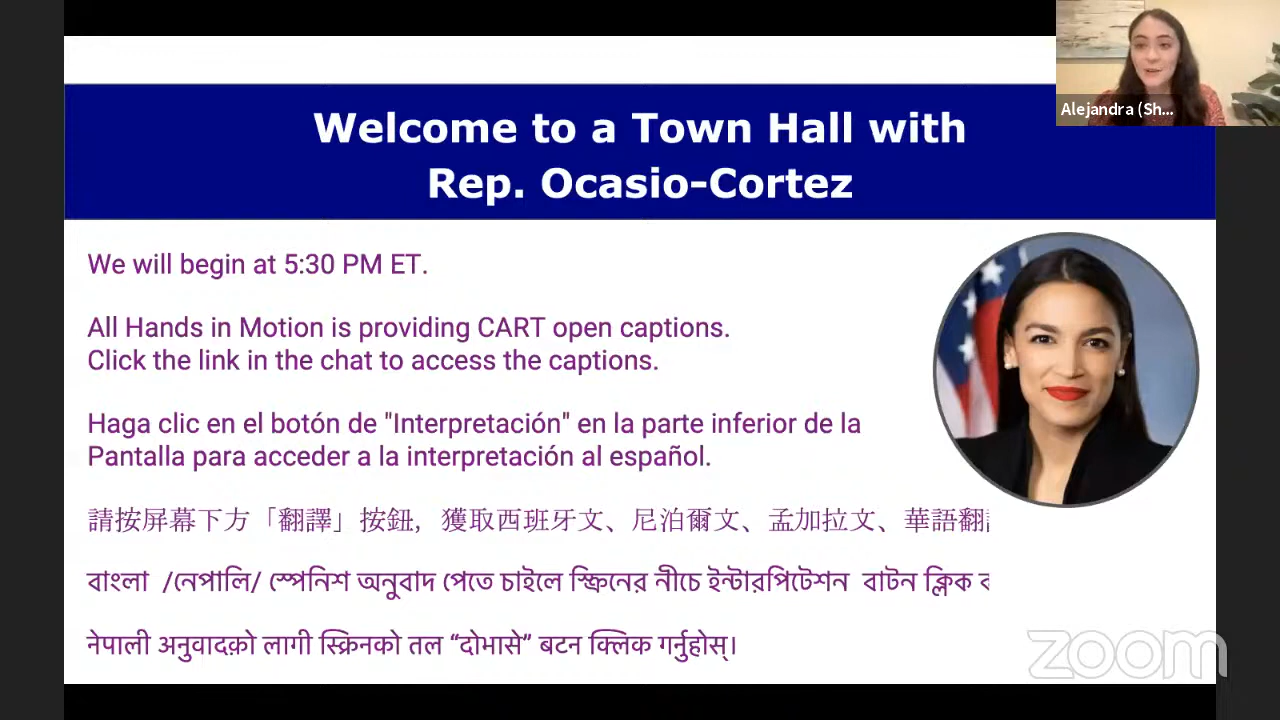 Welcome to a Town Hall with
Rep. Ocasio-Cortez
Alejandra (Sh...
We will begin at 5:30 PM ET.
All Hands in Motion is providing CART open captions.
Click the link in the chat to access the captions.
Haga clic en el botón de "Interpretación" en la parte inferior de la
Pantalla para acceder a la interpretación al español.
請按屏幕下方「翻譯」按鈕, 獲取西班牙文、尼泊爾文、孟加拉文、華語翻
বাংলা /নেপালি/ স্পেনিশ অনুবাদ পেতে চাইলে স্ক্রিনের নীচে ইন্টারপিটেশন বাটন ক্লিক
नेपाली अनुवादक़ो लागी स्क्रिनको तल “दोभासे” बटन क्लिक गर्नुहोस्।
zoom